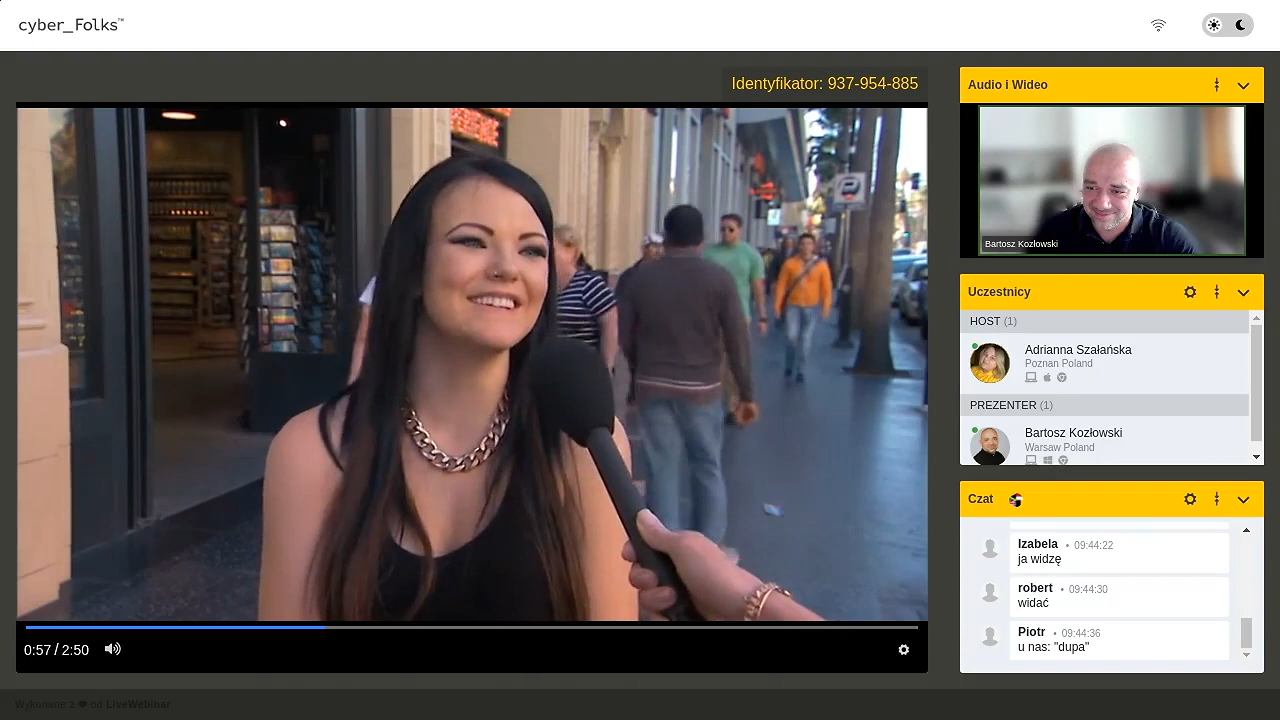 cyber_Folks™
Identyfikator: 937-954-885
0:57 / 2:50
Audio i Wideo
Bartosz Kozlowski
Uczestnicy
HOST (1)
Adrianna Szałańska
Poznan Poland
PREZENTER (1)
Bartosz Kozłowski
Warsaw Poland
Czat
Izabela • 09:44:22
ja widzę
robert • 09:44:30
widać
Piotr • 09:44:36
u nas: "dupa"
Wykonane z ❤ od LiveWebinar